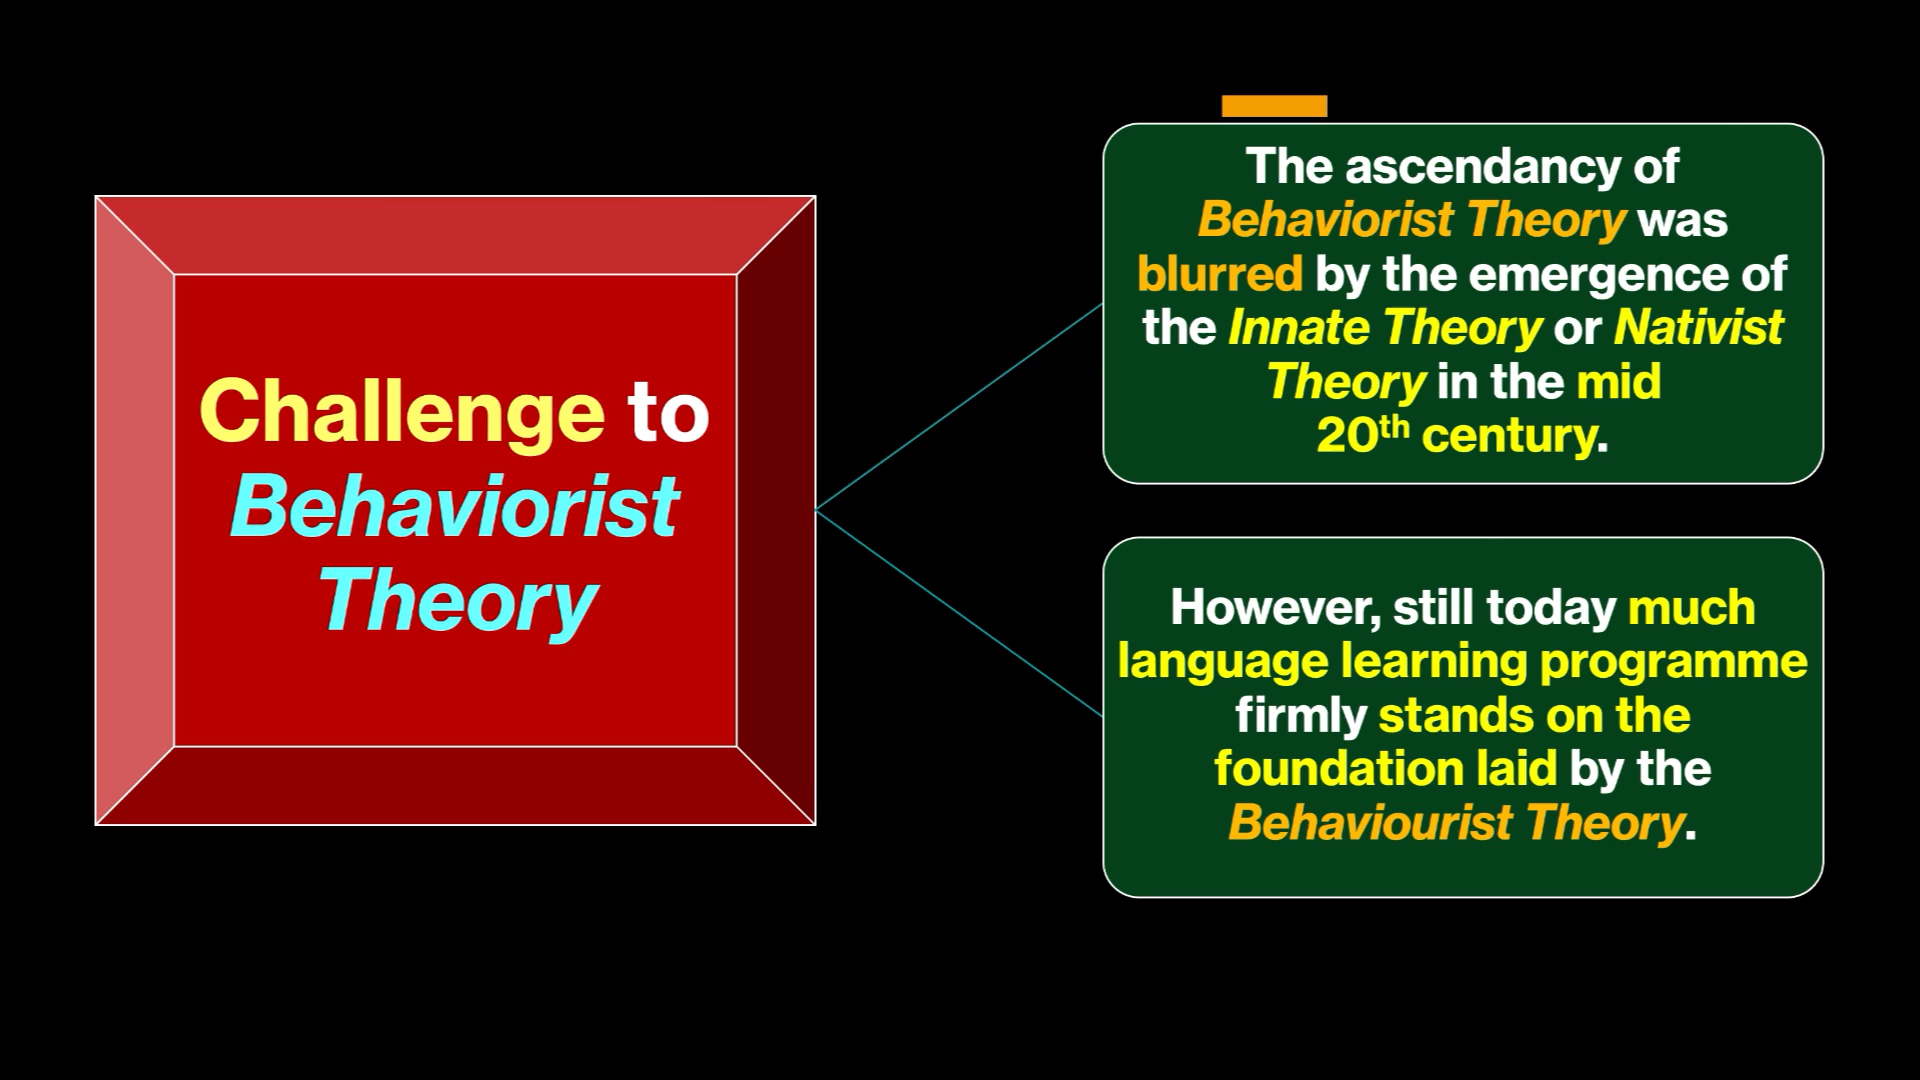 Challenge to
Behaviorist
Theory
The ascendancy of
Behaviorist Theory was
blurred by the emergence of
the Innate Theory or Nativist
Theory in the mid
20th century.
However, still today much
language learning programme
firmly stands on the
foundation laid by the
Behaviourist Theory.